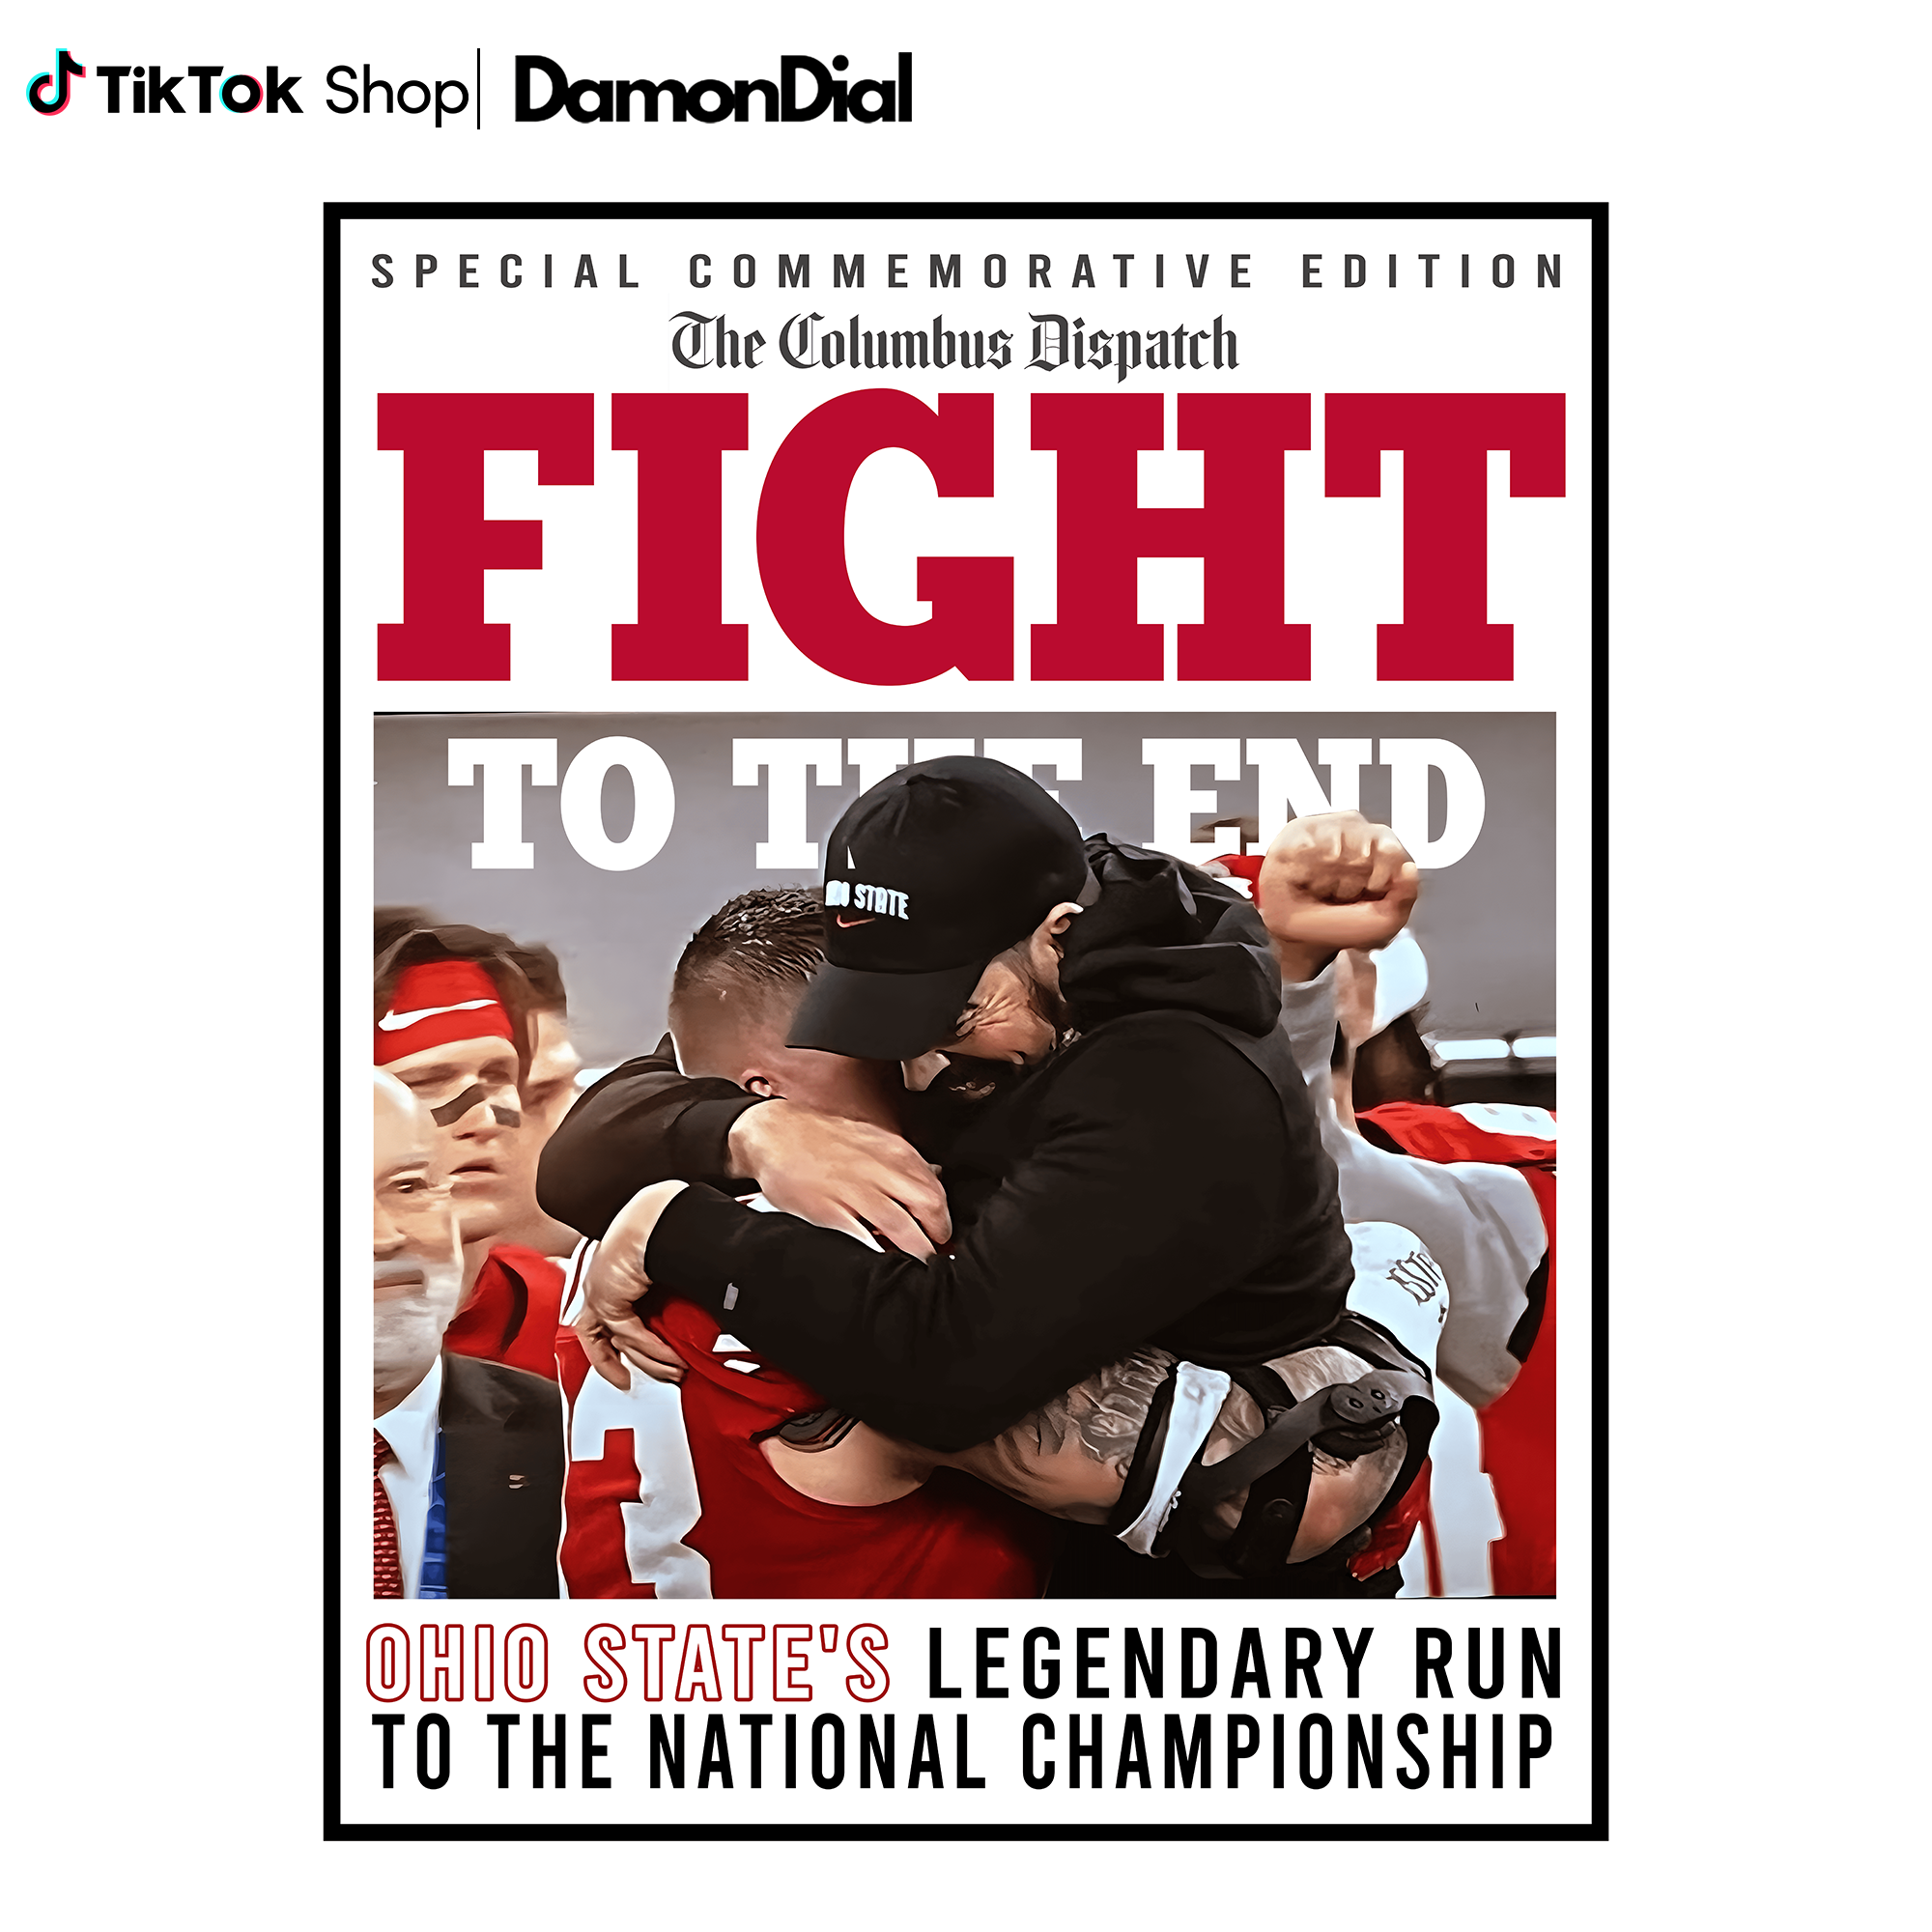 TikTok Shop | DamonDial
SPECIAL COMMEMORATIVE EDITION
The Columbus Dispatch
FIGHT
TO THE END
STATE
OHIO STATE'S LEGENDARY RUN
TO THE NATIONAL CHAMPIONSHIP